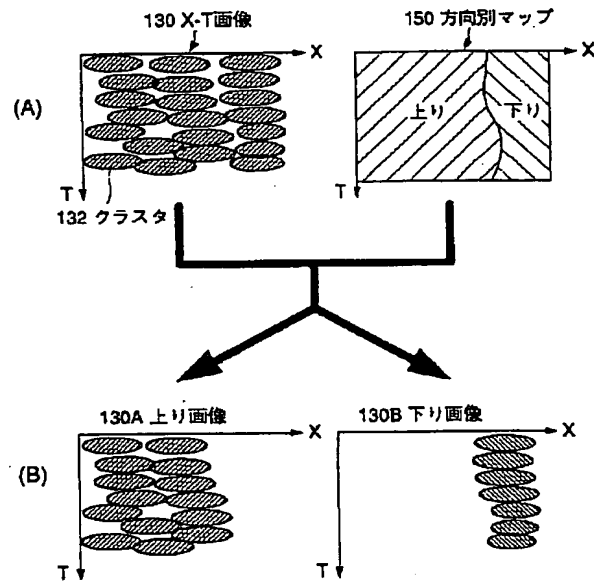 130 X-T画像
150 方向別マップ
X
X
(A)
上り
下り
T
T
132 クラスタ
130A 上り画像
130B 下り画像
X
X
(B)
T
T